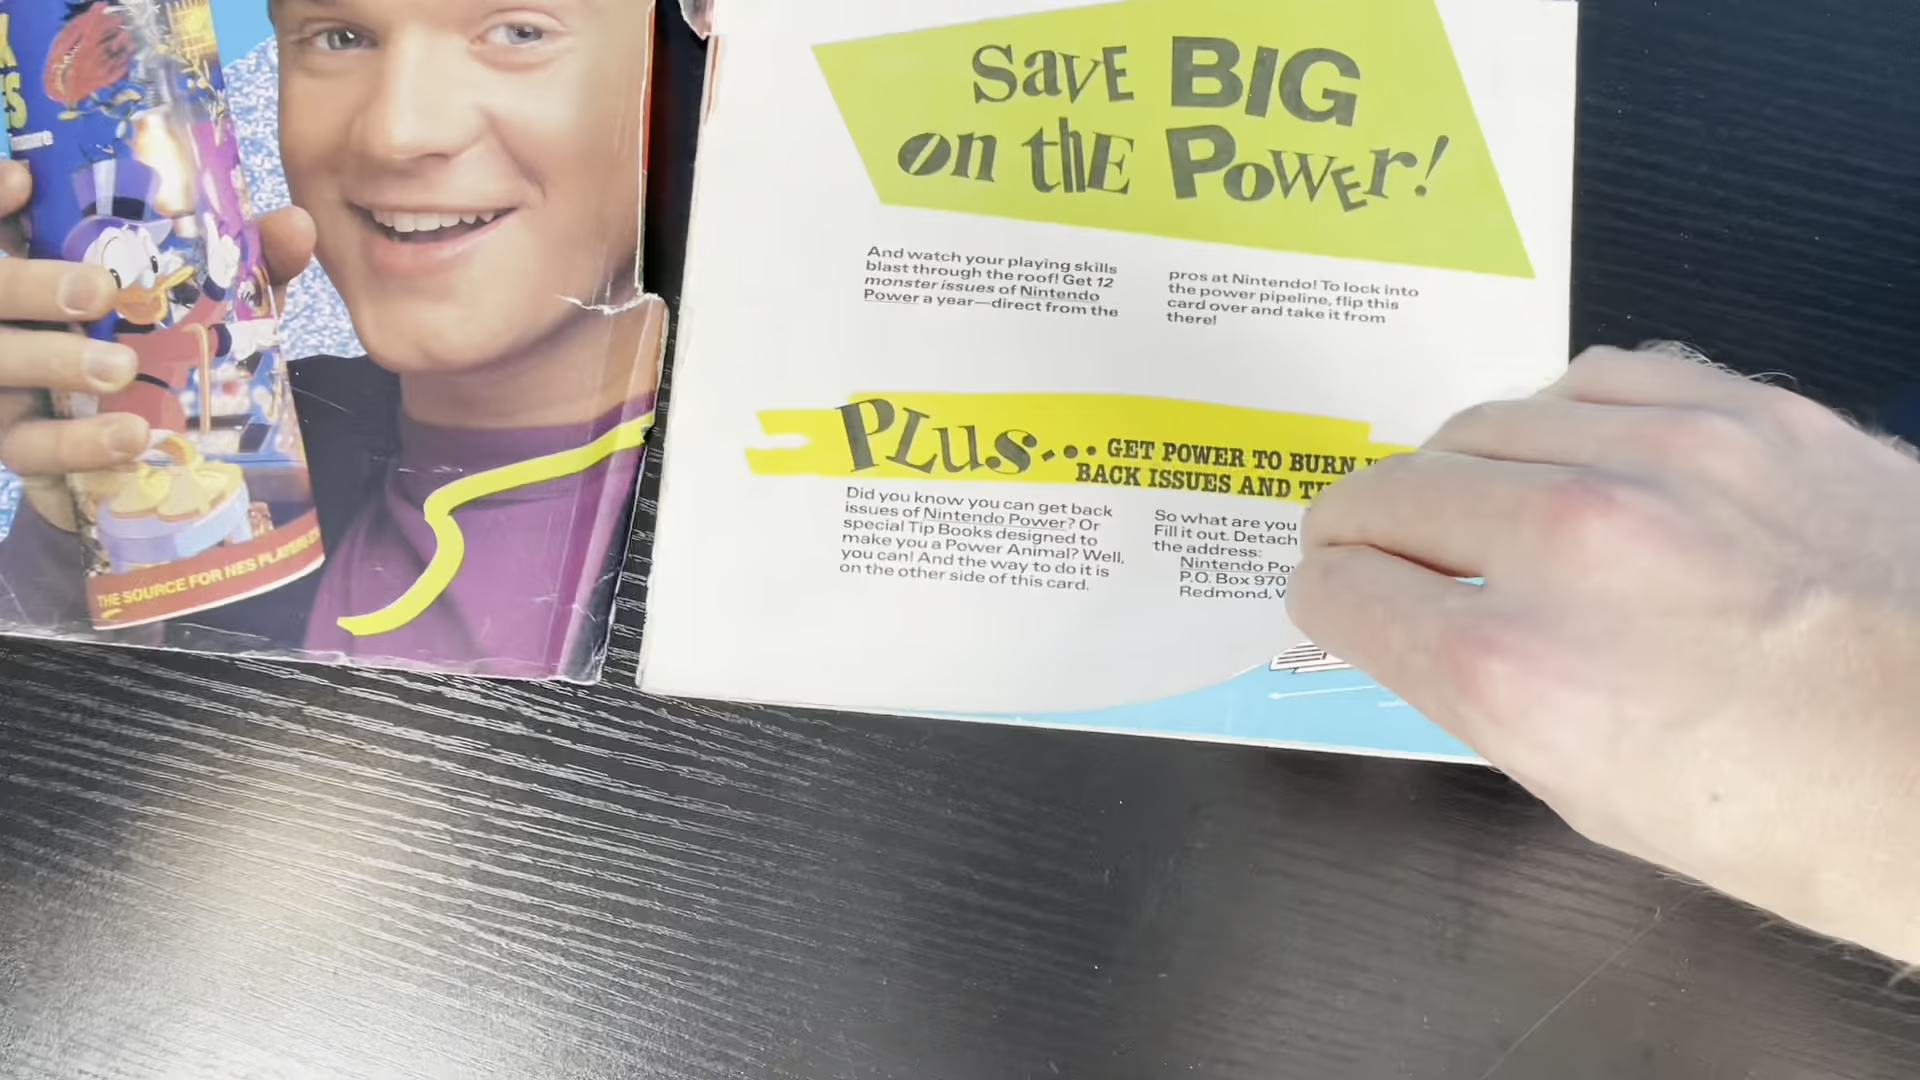 THE SOURCE FOR NES PLAYERS
Save BIG
on the Power!
And watch your playing skills
blast through the roof! Get 12
monster issues of Nintendo
Power a year—direct from the
pros at Nintendo! To lock into
the power pipeline, flip this
card over and take it from
there!
PLus... GET POWER TO BURN
BACK ISSUES AND
Did you know you can get back
issues of Nintendo Power? Or
special Tip Books designed to
make you a Power Animal? Well,
you can! And the way to do it is
on the other side of this card.
So what are you
Fill it out. Detach
the address:
Nintendo
P.O. Box
Redmond,